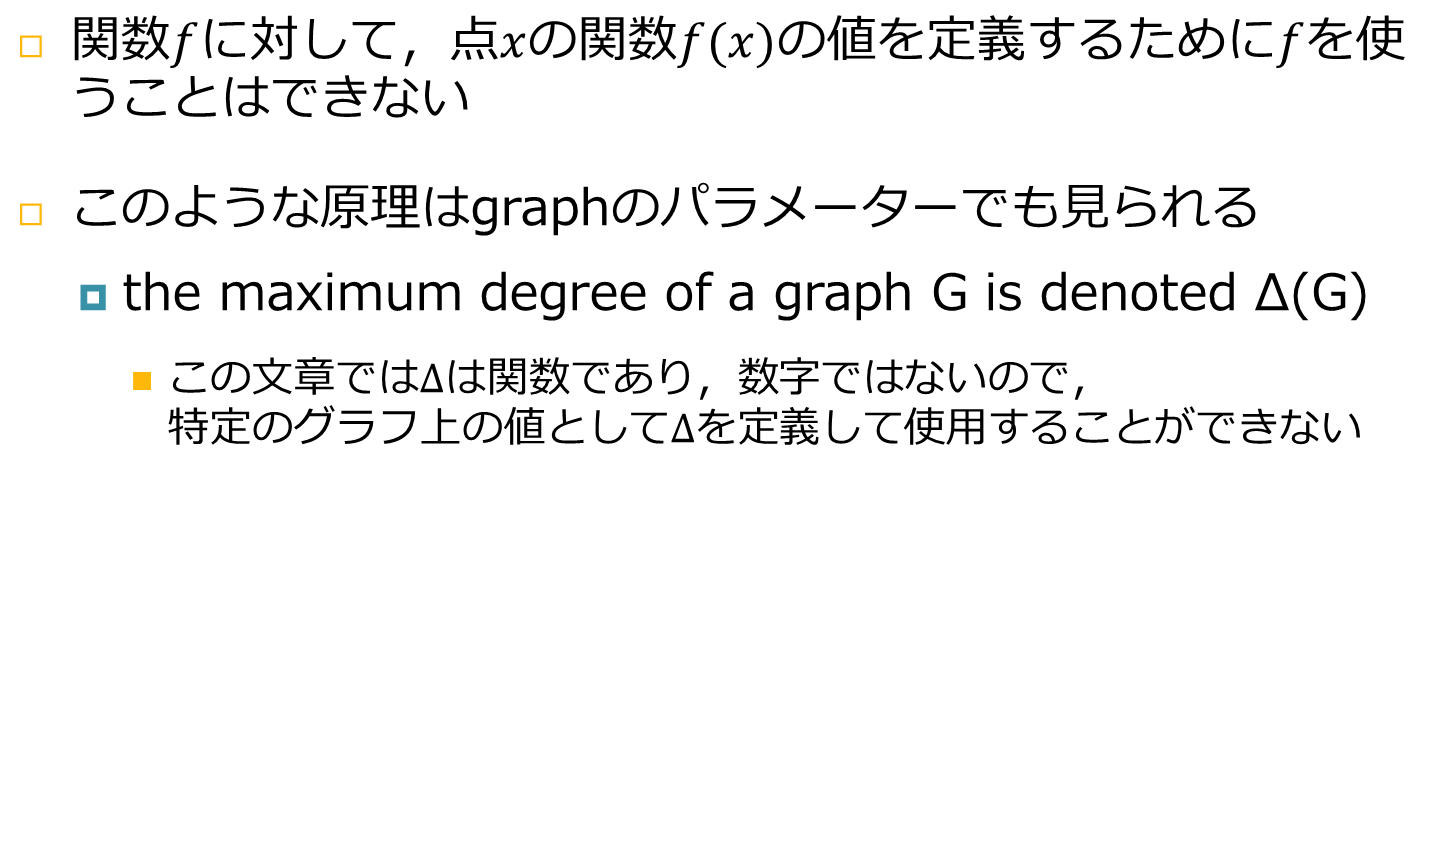 関数fに対して，点xの関数f(x)の値を定義するためにfを使
うことはできない
このような原理はgraphのパラメーターでも見られる
the maximum degree of a graph G is denoted Δ(G)
この文章ではΔは関数であり，数字ではないので，
特定のグラフ上の値としてΔを定義して使用することができない